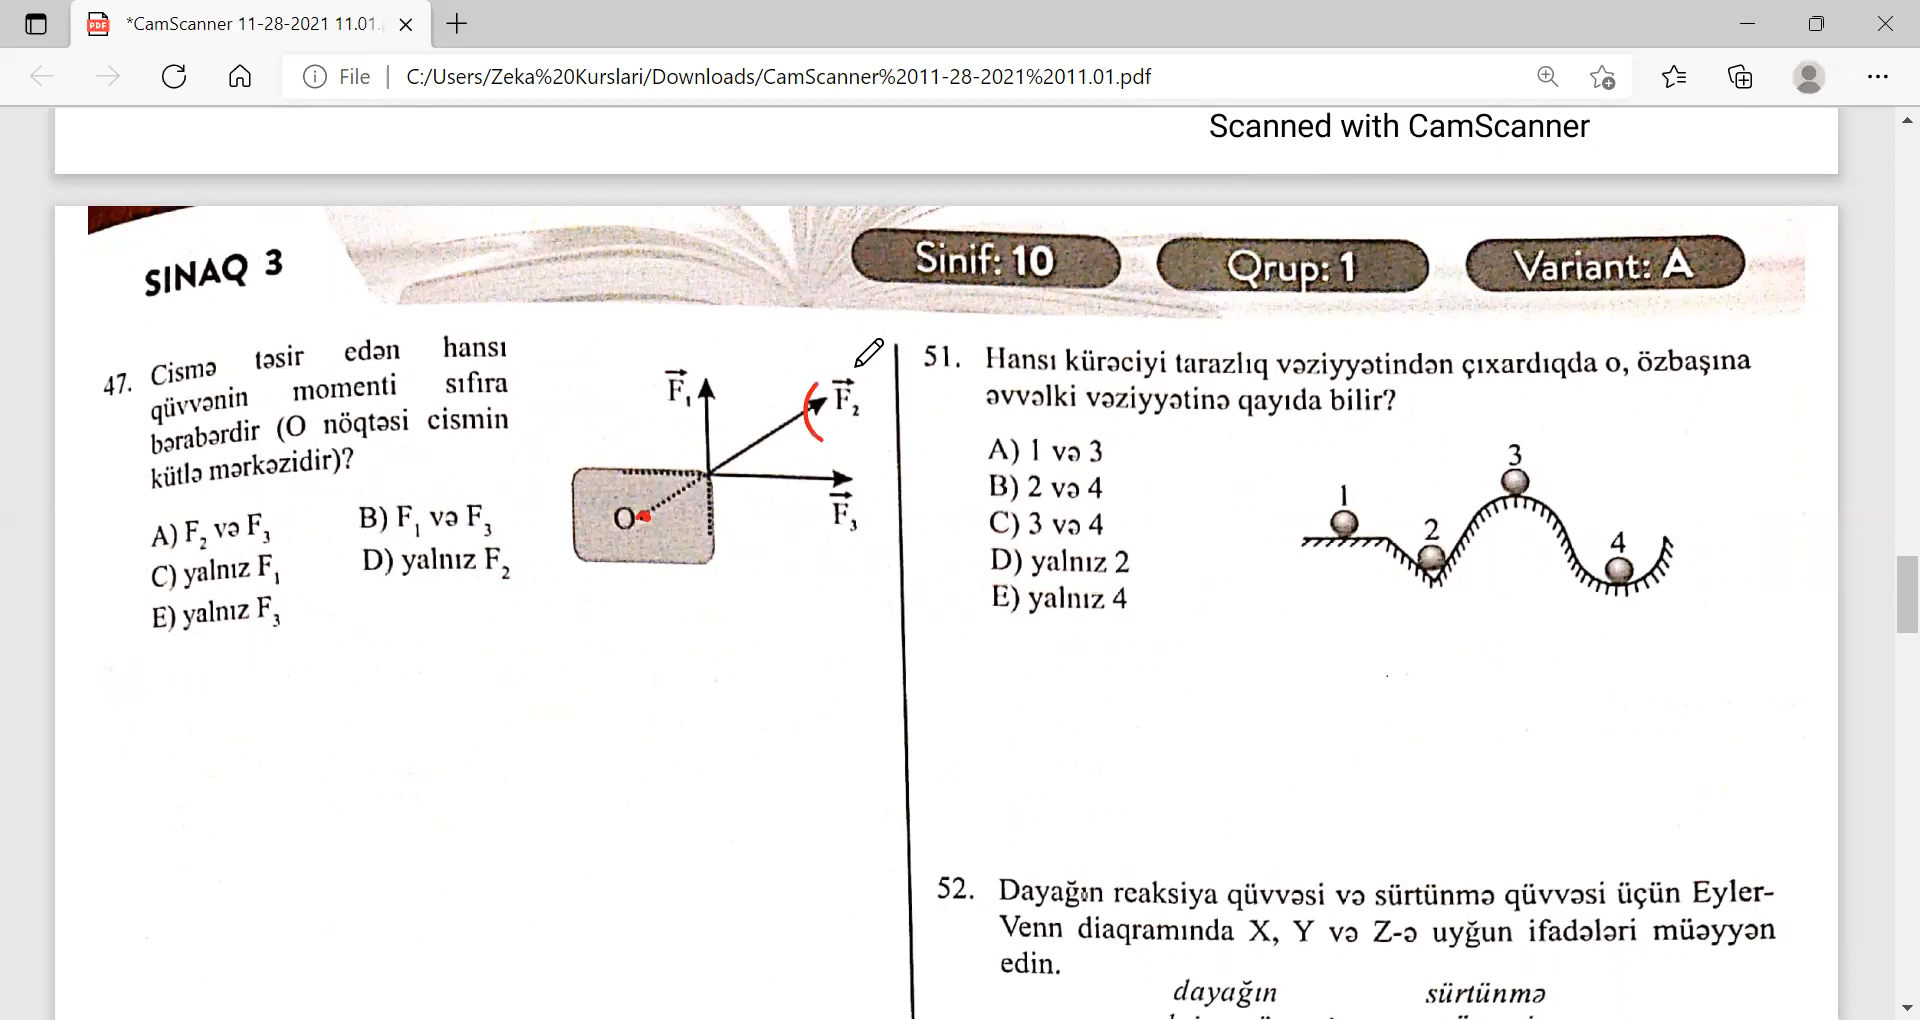 *CamScanner 11-28-2021 11.01.
File | C:/Users/Zeka%20Kurslari/Downloads/CamScanner%2011-28-2021%2011.01.pdf
Scanned with CamScanner
SINAQ 3
Sinif: 10
Qrup: 1
Variant: A
47. Cismə təsir edən hansı
qüvvənin momenti sıfıra
bərabərdir (O nöqtəsi cismin
kütlə mərkəzidir)?
A) F₂ və F₃
B) F₁ və F₃
C) yalnız F₁
D) yalnız F₂
E) yalnız F₃
F₁
F₂
F₃
O
51. Hansı kürəciyi tarazlıq vəziyyətindən çıxardıqda o, özbaşına
əvvəlki vəziyyətinə qayıda bilir?
A) 1 və 3
B) 2 və 4
C) 3 və 4
D) yalnız 2
E) yalnız 4
1
2
3
4
52. Dayağın reaksiya qüvvəsi və sürtünmə qüvvəsi üçün Eyler-
Venn diaqramında X, Y və Z-ə uyğun ifadələri müəyyən
edin.
dayağın
sürtünmə